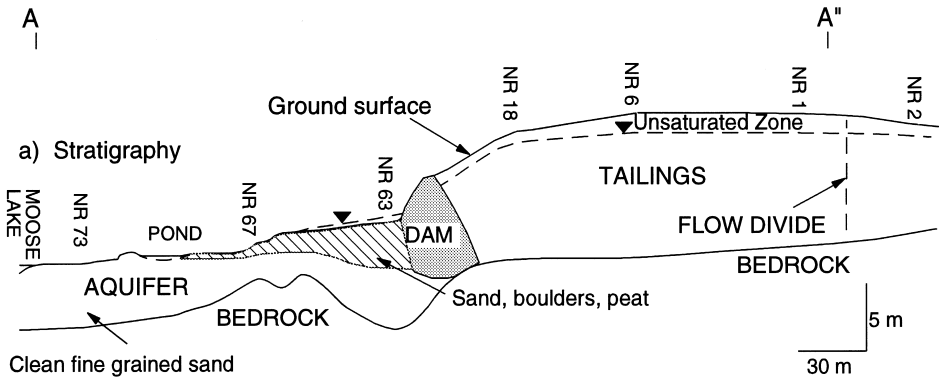 A
A"
NR 18
NR 6
NR 1
NR 2
Ground surface
Unsaturated Zone
a) Stratigraphy
TAILINGS
NR 63
NR 67
NR 73
MOOSE
LAKE
POND
DAM
FLOW DIVIDE
BEDROCK
AQUIFER
Sand, boulders, peat
BEDROCK
5 m
Clean fine grained sand
30 m